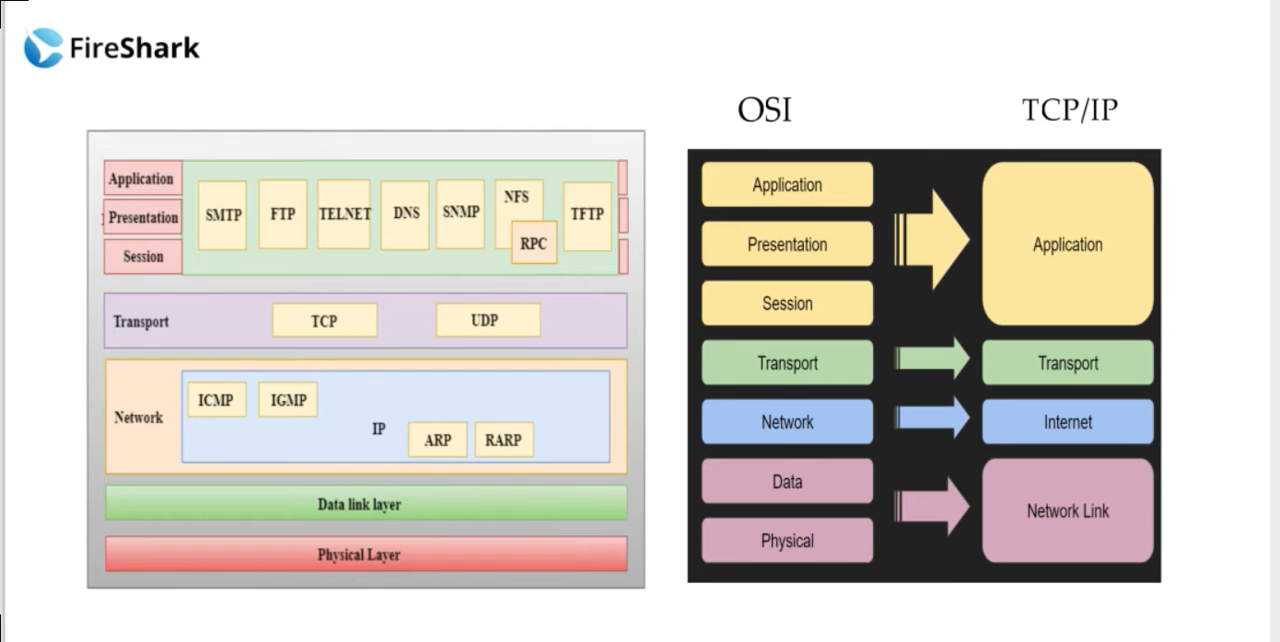 FireShark
Application
Presentation
Session
SMTP
FTP
TELNET
DNS
SNMP
NFS
RPC
TFTP
Transport
TCP
UDP
Network
ICMP
IGMP
IP
ARP
RARP
Data link layer
Physical Layer
OSI
TCP/IP
Application
Presentation
Session
Transport
Network
Data
Physical
Application
Transport
Internet
Network Link